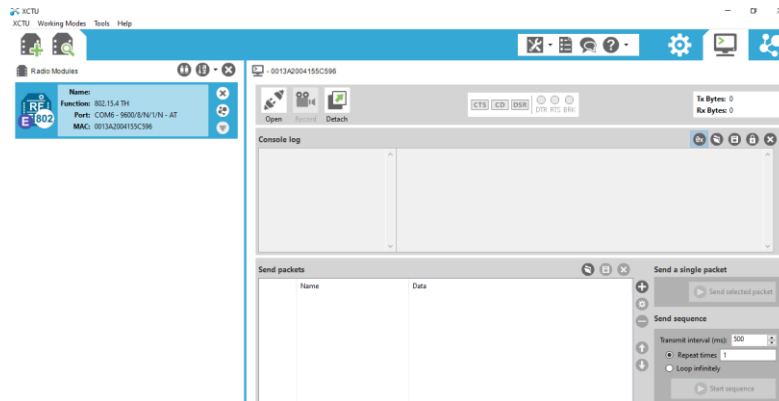 XCTU
XCTU Working Modes Tools Help
Radio Modules
- 0013A2004155C596
Name:
Function: 802.15.4 TH
Port: COM6 - 9600/8/N/1/N - AT
MAC: 0013A2004155C596
RF
E 802
Open Record Detach
CTS CD DSR
DTR RTS BRK
Tx Bytes: 0
Rx Bytes: 0
Console log
Send packets
Name Data
Send a single packet
Send selected packet
Send sequence
Transmit interval (ms): 500
Repeat times 1
Loop infinitely
Start sequence